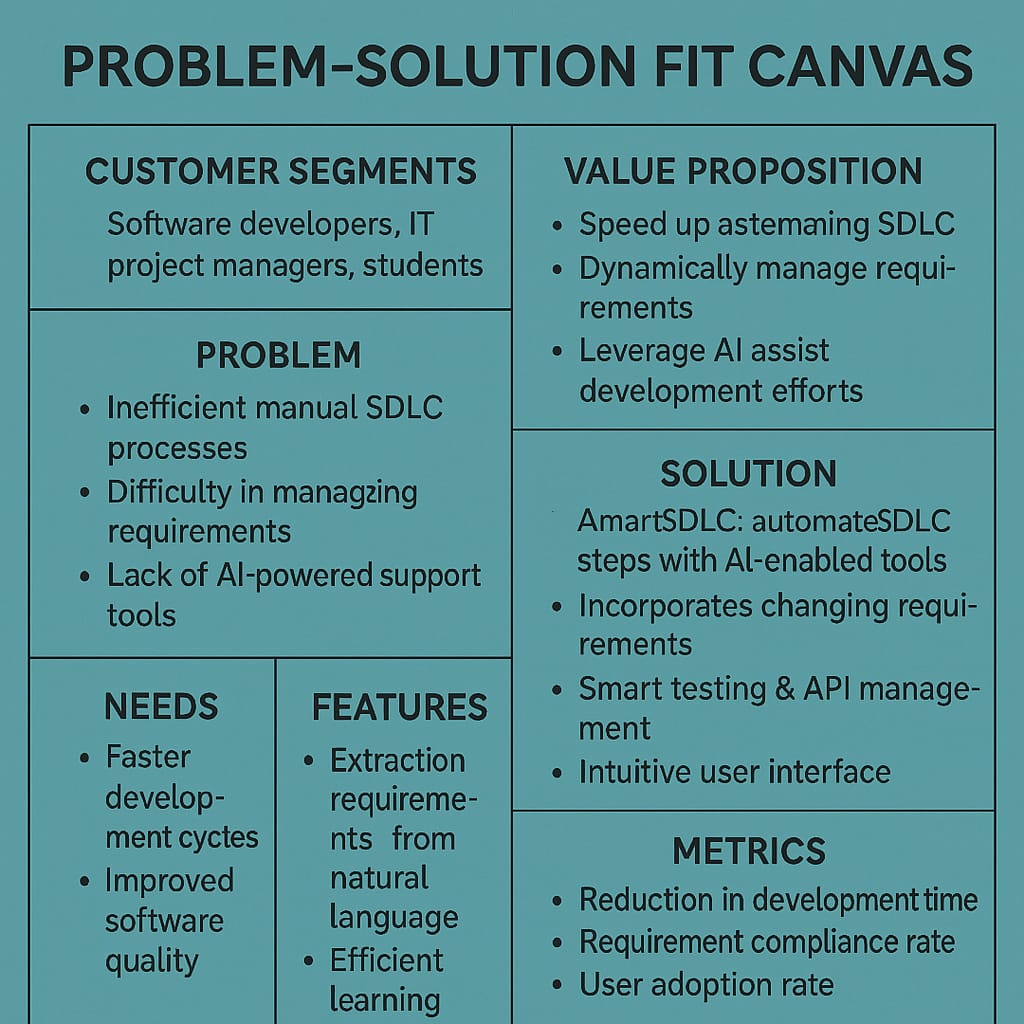 PROBLEM-SOLUTION FIT CANVAS
CUSTOMER SEGMENTS
Software developers, IT
project managers, students
PROBLEM
• Inefficient manual SDLC
processes
• Difficulty in managzing
requirements
• Lack of AI-powered support
tools
NEEDS
• Faster
develop-
ment cyctes
• Improved
software
quality
FEATURES
• Extraction
requireme-
nts from
natural
language
• Efficient
learning
VALUE PROPOSITION
• Speed up astemaning SDLC
• Dynamically manage requi-
rements
• Leverage AI assist
development efforts
SOLUTION
AmartSDLC: automateSDLC
steps with AI-enabled tools
• Incorporates changing requi-
rements
• Smart testing & API manage-
ment
• Intuitive user interface
METRICS
• Reduction in development time
• Requirement compliance rate
• User adoption rate